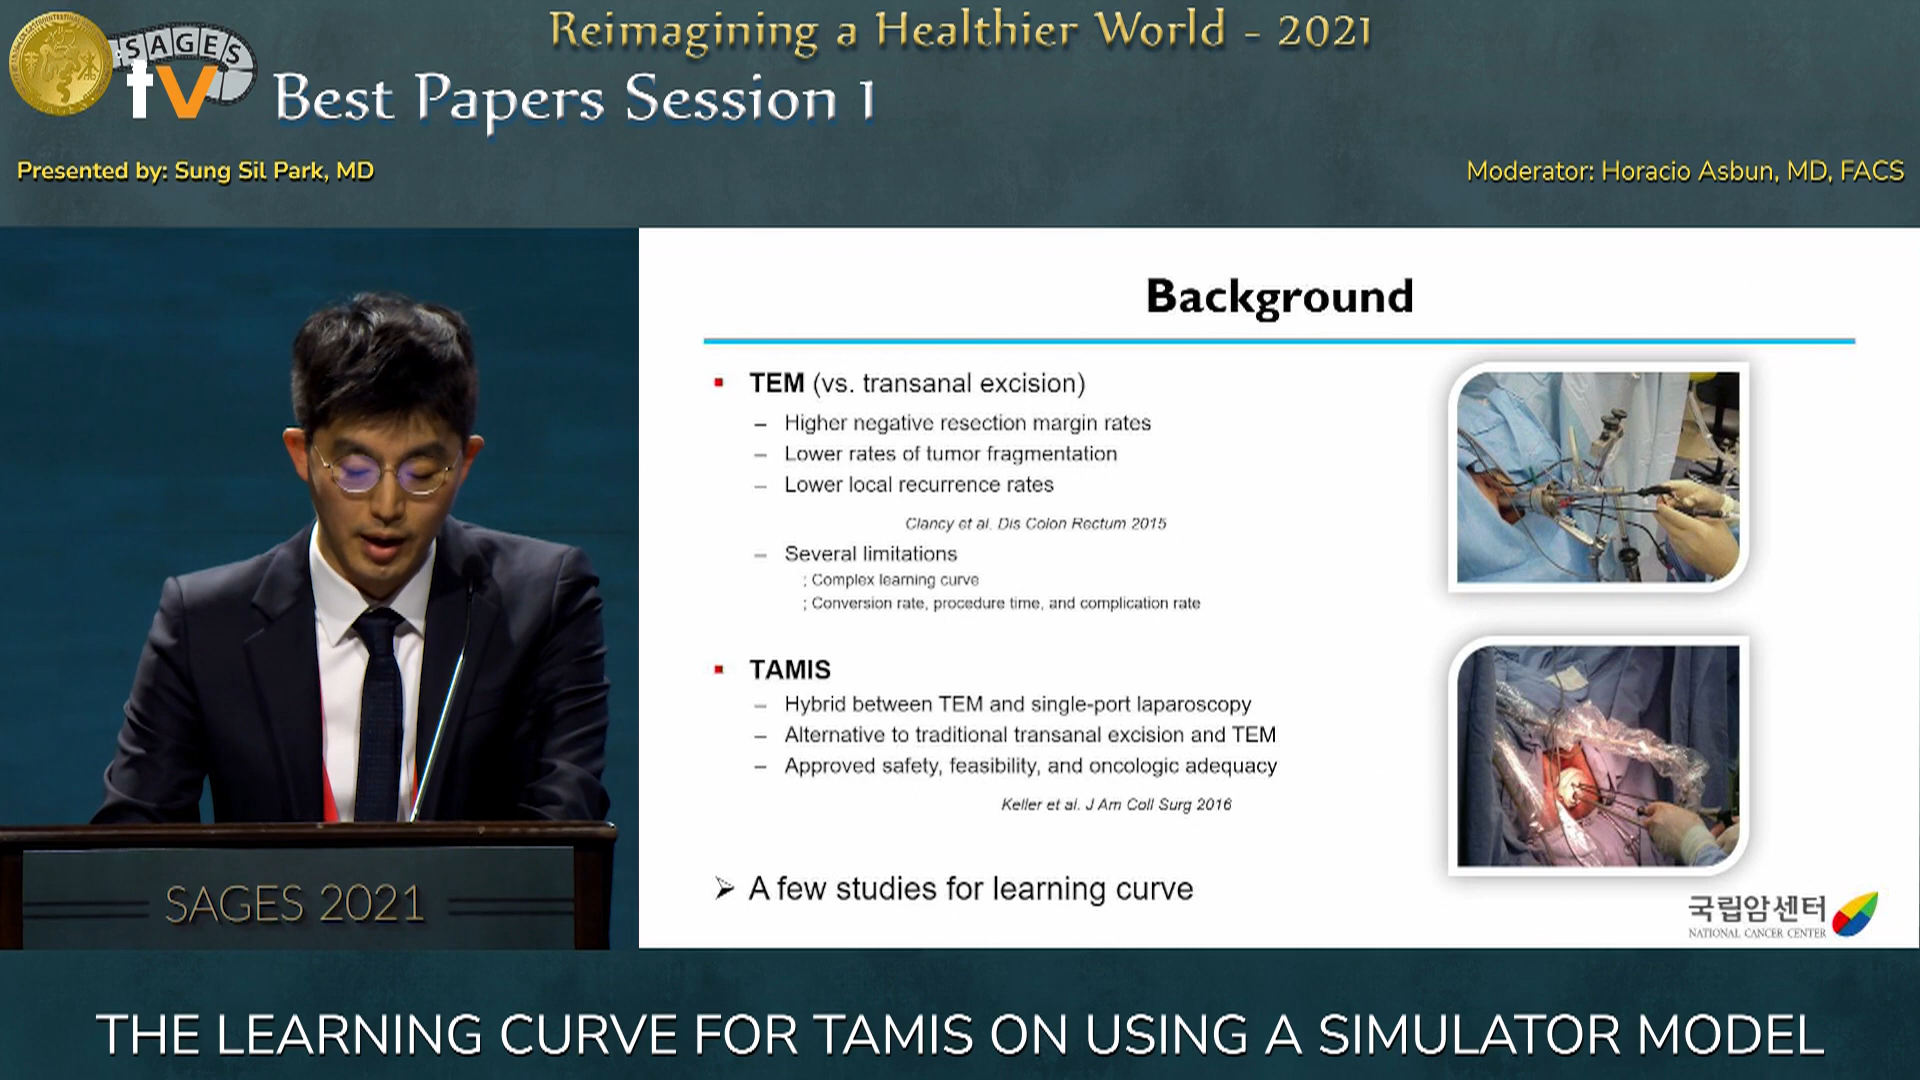 Reimagining a Healthier World - 2021
SAGES
tv
Best Papers Session 1
Presented by: Sung Sil Park, MD
Moderator: Horacio Asbun, MD, FACS
Background
TEM (vs. transanal excision)
– Higher negative resection margin rates
– Lower rates of tumor fragmentation
– Lower local recurrence rates
Clancy et al. Dis Colon Rectum 2015
– Several limitations
; Complex learning curve
; Conversion rate, procedure time, and complication rate
TAMIS
– Hybrid between TEM and single-port laparoscopy
– Alternative to traditional transanal excision and TEM
– Approved safety, feasibility, and oncologic adequacy
Keller et al. J Am Coll Surg 2016
➢ A few studies for learning curve
국립암센터
NATIONAL CANCER CENTER
SAGES 2021
THE LEARNING CURVE FOR TAMIS ON USING A SIMULATOR MODEL